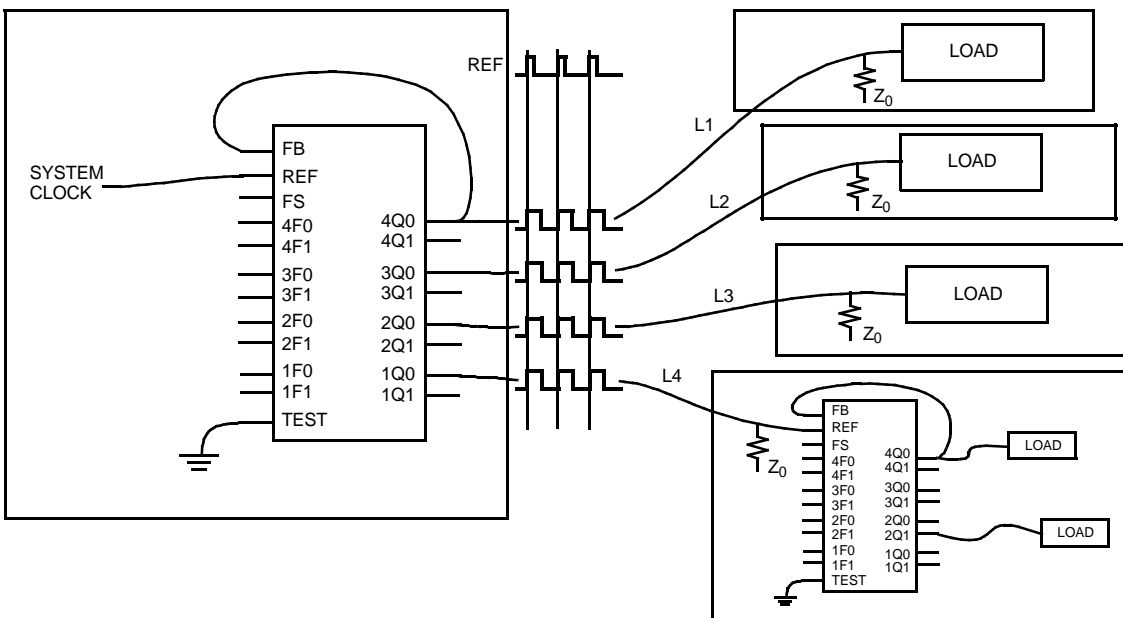 REF
SYSTEM
CLOCK
FB
REF
FS
4F0
4F1
3F0
3F1
2F0
2F1
1F0
1F1
TEST
4Q0
4Q1
3Q0
3Q1
2Q0
2Q1
1Q0
1Q1
L1
L2
L3
L4
LOAD
Z0
LOAD
Z0
LOAD
Z0
Z0
FB
REF
FS
4F0
4F1
3F0
3F1
2F0
2F1
1F0
1F1
TEST
4Q0
4Q1
3Q0
3Q1
2Q0
2Q1
1Q0
1Q1
LOAD
LOAD